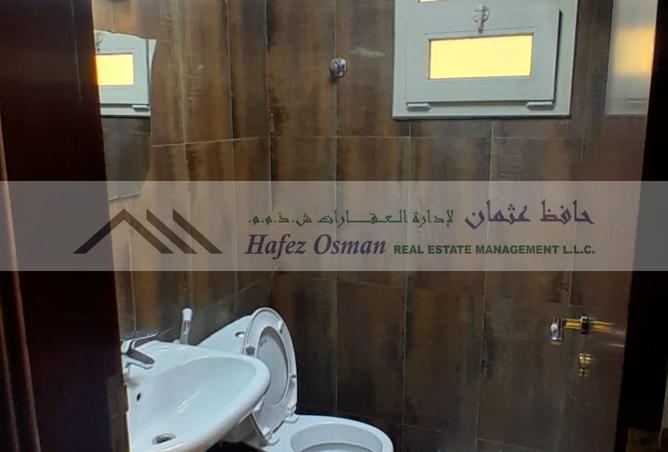 حافظ عثمان لإدارة العقارات ش.ذ.م.م.
Hafez Osman REAL ESTATE MANAGEMENT L.L.C.